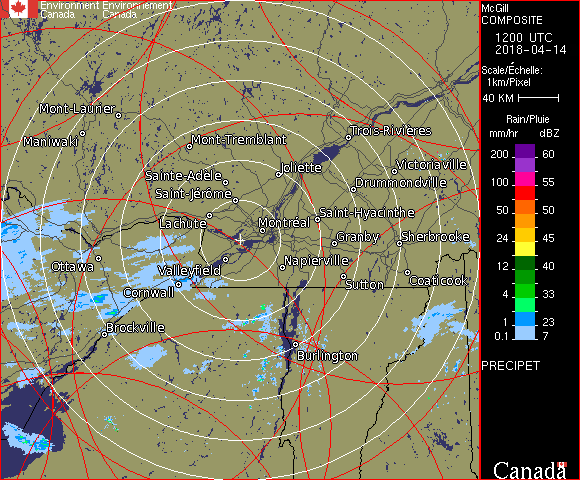 Environment Environnement
Canada Canada
McGill
COMPOSITE
1200 UTC
2018-04-14
Scale/Échelle:
1km/Pixel
40 KM
Rain/Pluie
mm/hr dBZ
200 60
150 57
100 55
50 50
24 45
12 40
4 33
1 23
0.1 7
PRECIPET
Canada
Mont-Laurier
Maniwaki
Mont-Tremblant
Trois-Rivières
Joliette
Victoriaville
Sainte-Adèle
Saint-Jérôme
Drummondville
Lachute
Montréal
Saint-Hyacinthe
Granby
Sherbrooke
Ottawa
Valleyfield
Napierville
Cornwall
Sutton
Coaticook
Brockville
Burlington